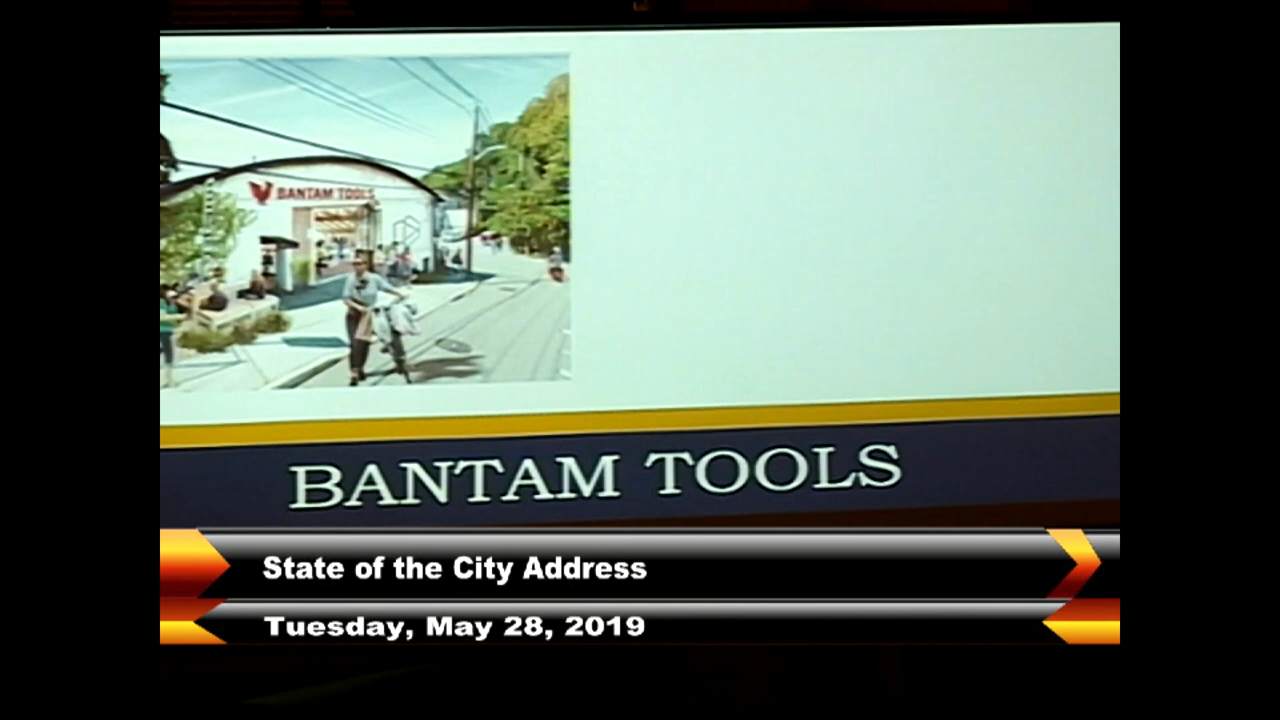 BANTAM TOOLS
BANTAM TOOLS
State of the City Address
Tuesday, May 28, 2019